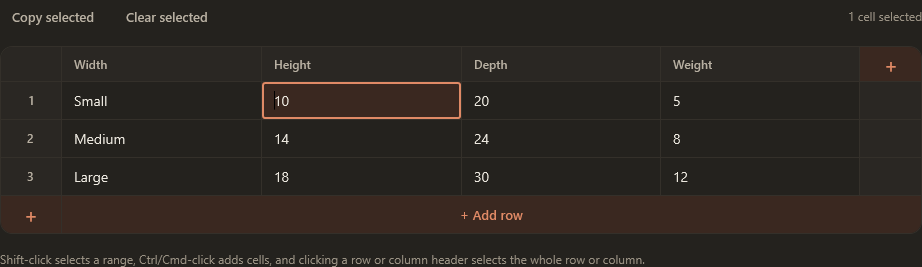 Copy selected Clear selected 1 cell selected
Width Height Depth Weight +
1 Small 10 20 5
2 Medium 14 24 8
3 Large 18 30 12
+ + Add row
Shift-click selects a range, Ctrl/Cmd-click adds cells, and clicking a row or column header selects the whole row or column.